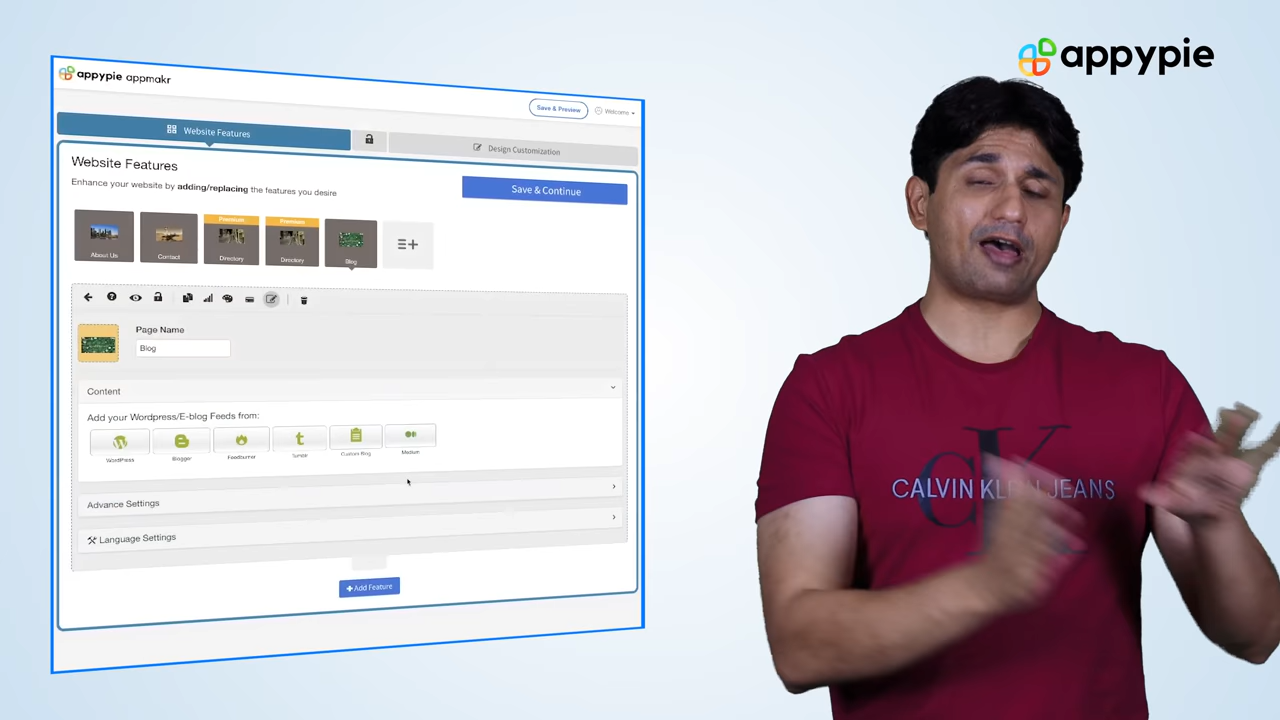 appypie
appypie appmakr
Save & Preview
Welcome
Website Features
Design Customization
Website Features
Enhance your website by adding/replacing the features you desire
Save & Continue
Premium
Premium
About Us
Contact
Directory
Directory
Blog
Page Name
Blog
Content
Add your Wordpress/E-blog Feeds from:
WordPress
Blogger
Feedburner
Tumblr
Custom Blog
Medium
Advance Settings
Language Settings
+ Add Feature
CK
CALVIN KLEIN JEANS